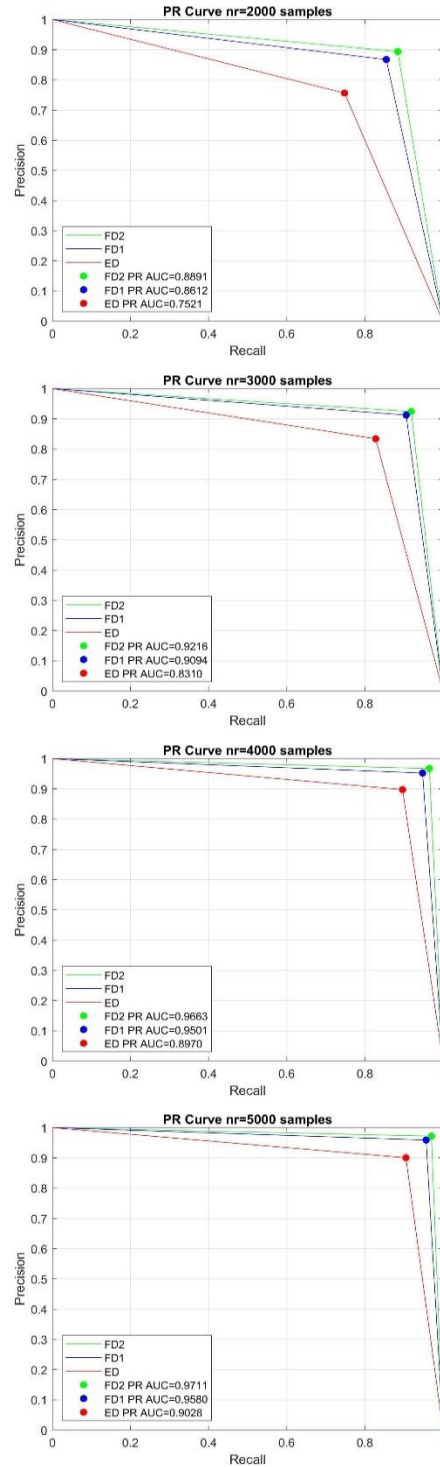 PR Curve nr=2000 samples
1
0.9
0.8
0.7
0.6
0.5
0.4
0.3
0.2
0.1
0
Precision
FD2
FD1
ED
FD2 PR AUC=0.8891
FD1 PR AUC=0.8612
ED PR AUC=0.7521
0 0.2 0.4 0.6 0.8
Recall
PR Curve nr=3000 samples
1
0.9
0.8
0.7
0.6
0.5
0.4
0.3
0.2
0.1
0
Precision
FD2
FD1
ED
FD2 PR AUC=0.9216
FD1 PR AUC=0.9094
ED PR AUC=0.8310
0 0.2 0.4 0.6 0.8
Recall
PR Curve nr=4000 samples
1
0.9
0.8
0.7
0.6
0.5
0.4
0.3
0.2
0.1
0
Precision
FD2
FD1
ED
FD2 PR AUC=0.9663
FD1 PR AUC=0.9501
ED PR AUC=0.8970
0 0.2 0.4 0.6 0.8
Recall
PR Curve nr=5000 samples
1
0.9
0.8
0.7
0.6
0.5
0.4
0.3
0.2
0.1
0
Precision
FD2
FD1
ED
FD2 PR AUC=0.9711
FD1 PR AUC=0.9580
ED PR AUC=0.9028
0 0.2 0.4 0.6 0.8
Recall